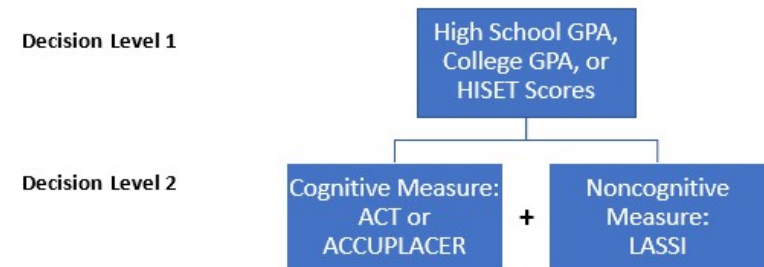 Decision Level 1
High School GPA,
College GPA, or
HISET Scores
Decision Level 2
Cognitive Measure:
ACT or
ACCUPLACER
+
Noncognitive
Measure:
LASSI